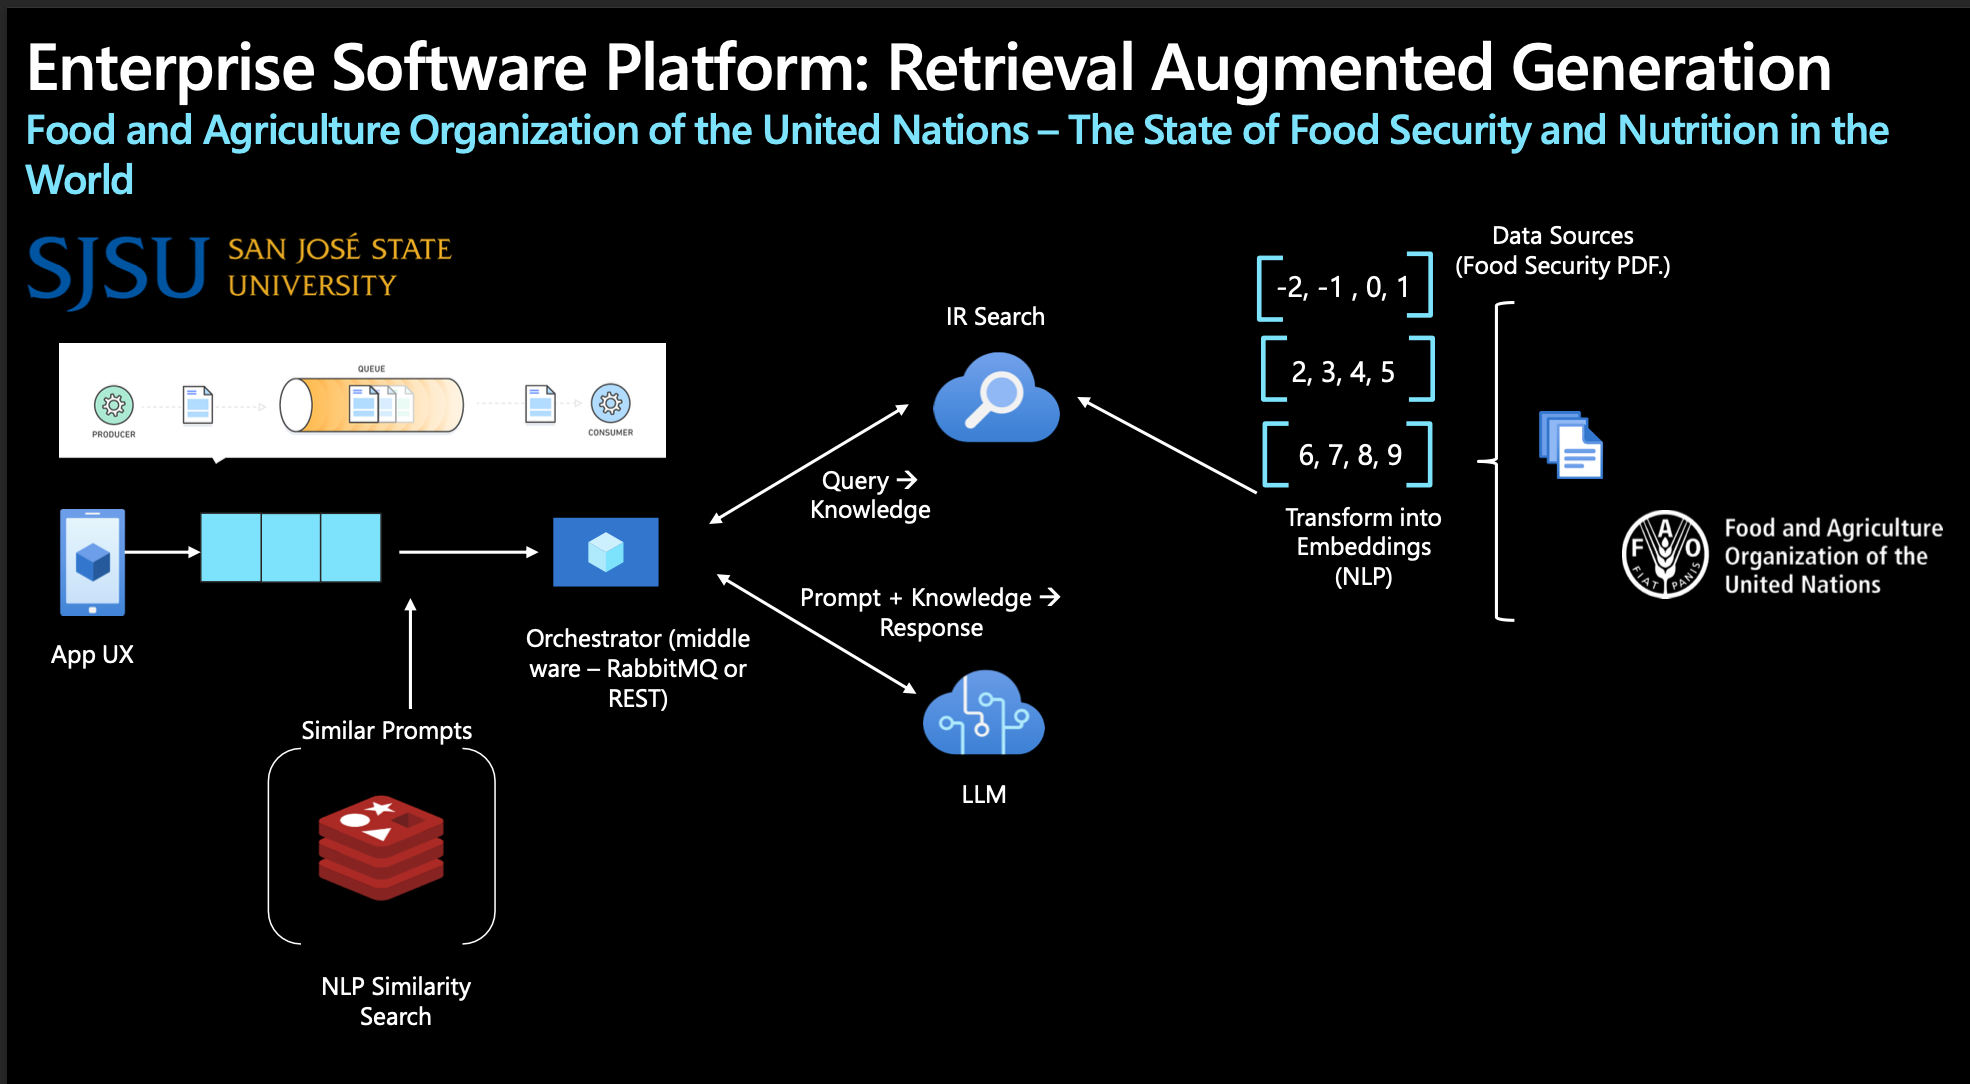 Enterprise Software Platform: Retrieval Augmented Generation
Food and Agriculture Organization of the United Nations – The State of Food Security and Nutrition in the
World
SJSU
SAN JOSÉ STATE
UNIVERSITY
QUEUE
PRODUCER
CONSUMER
App UX
Orchestrator (middle
ware – RabbitMQ or
REST)
Similar Prompts
NLP Similarity
Search
IR Search
Query →
Knowledge
Prompt + Knowledge →
Response
LLM
-2, -1 , 0, 1
2, 3, 4, 5
6, 7, 8, 9
Transform into
Embeddings
(NLP)
Data Sources
(Food Security PDF.)
F A O
FIAT PANIS
Food and Agriculture
Organization of the
United Nations